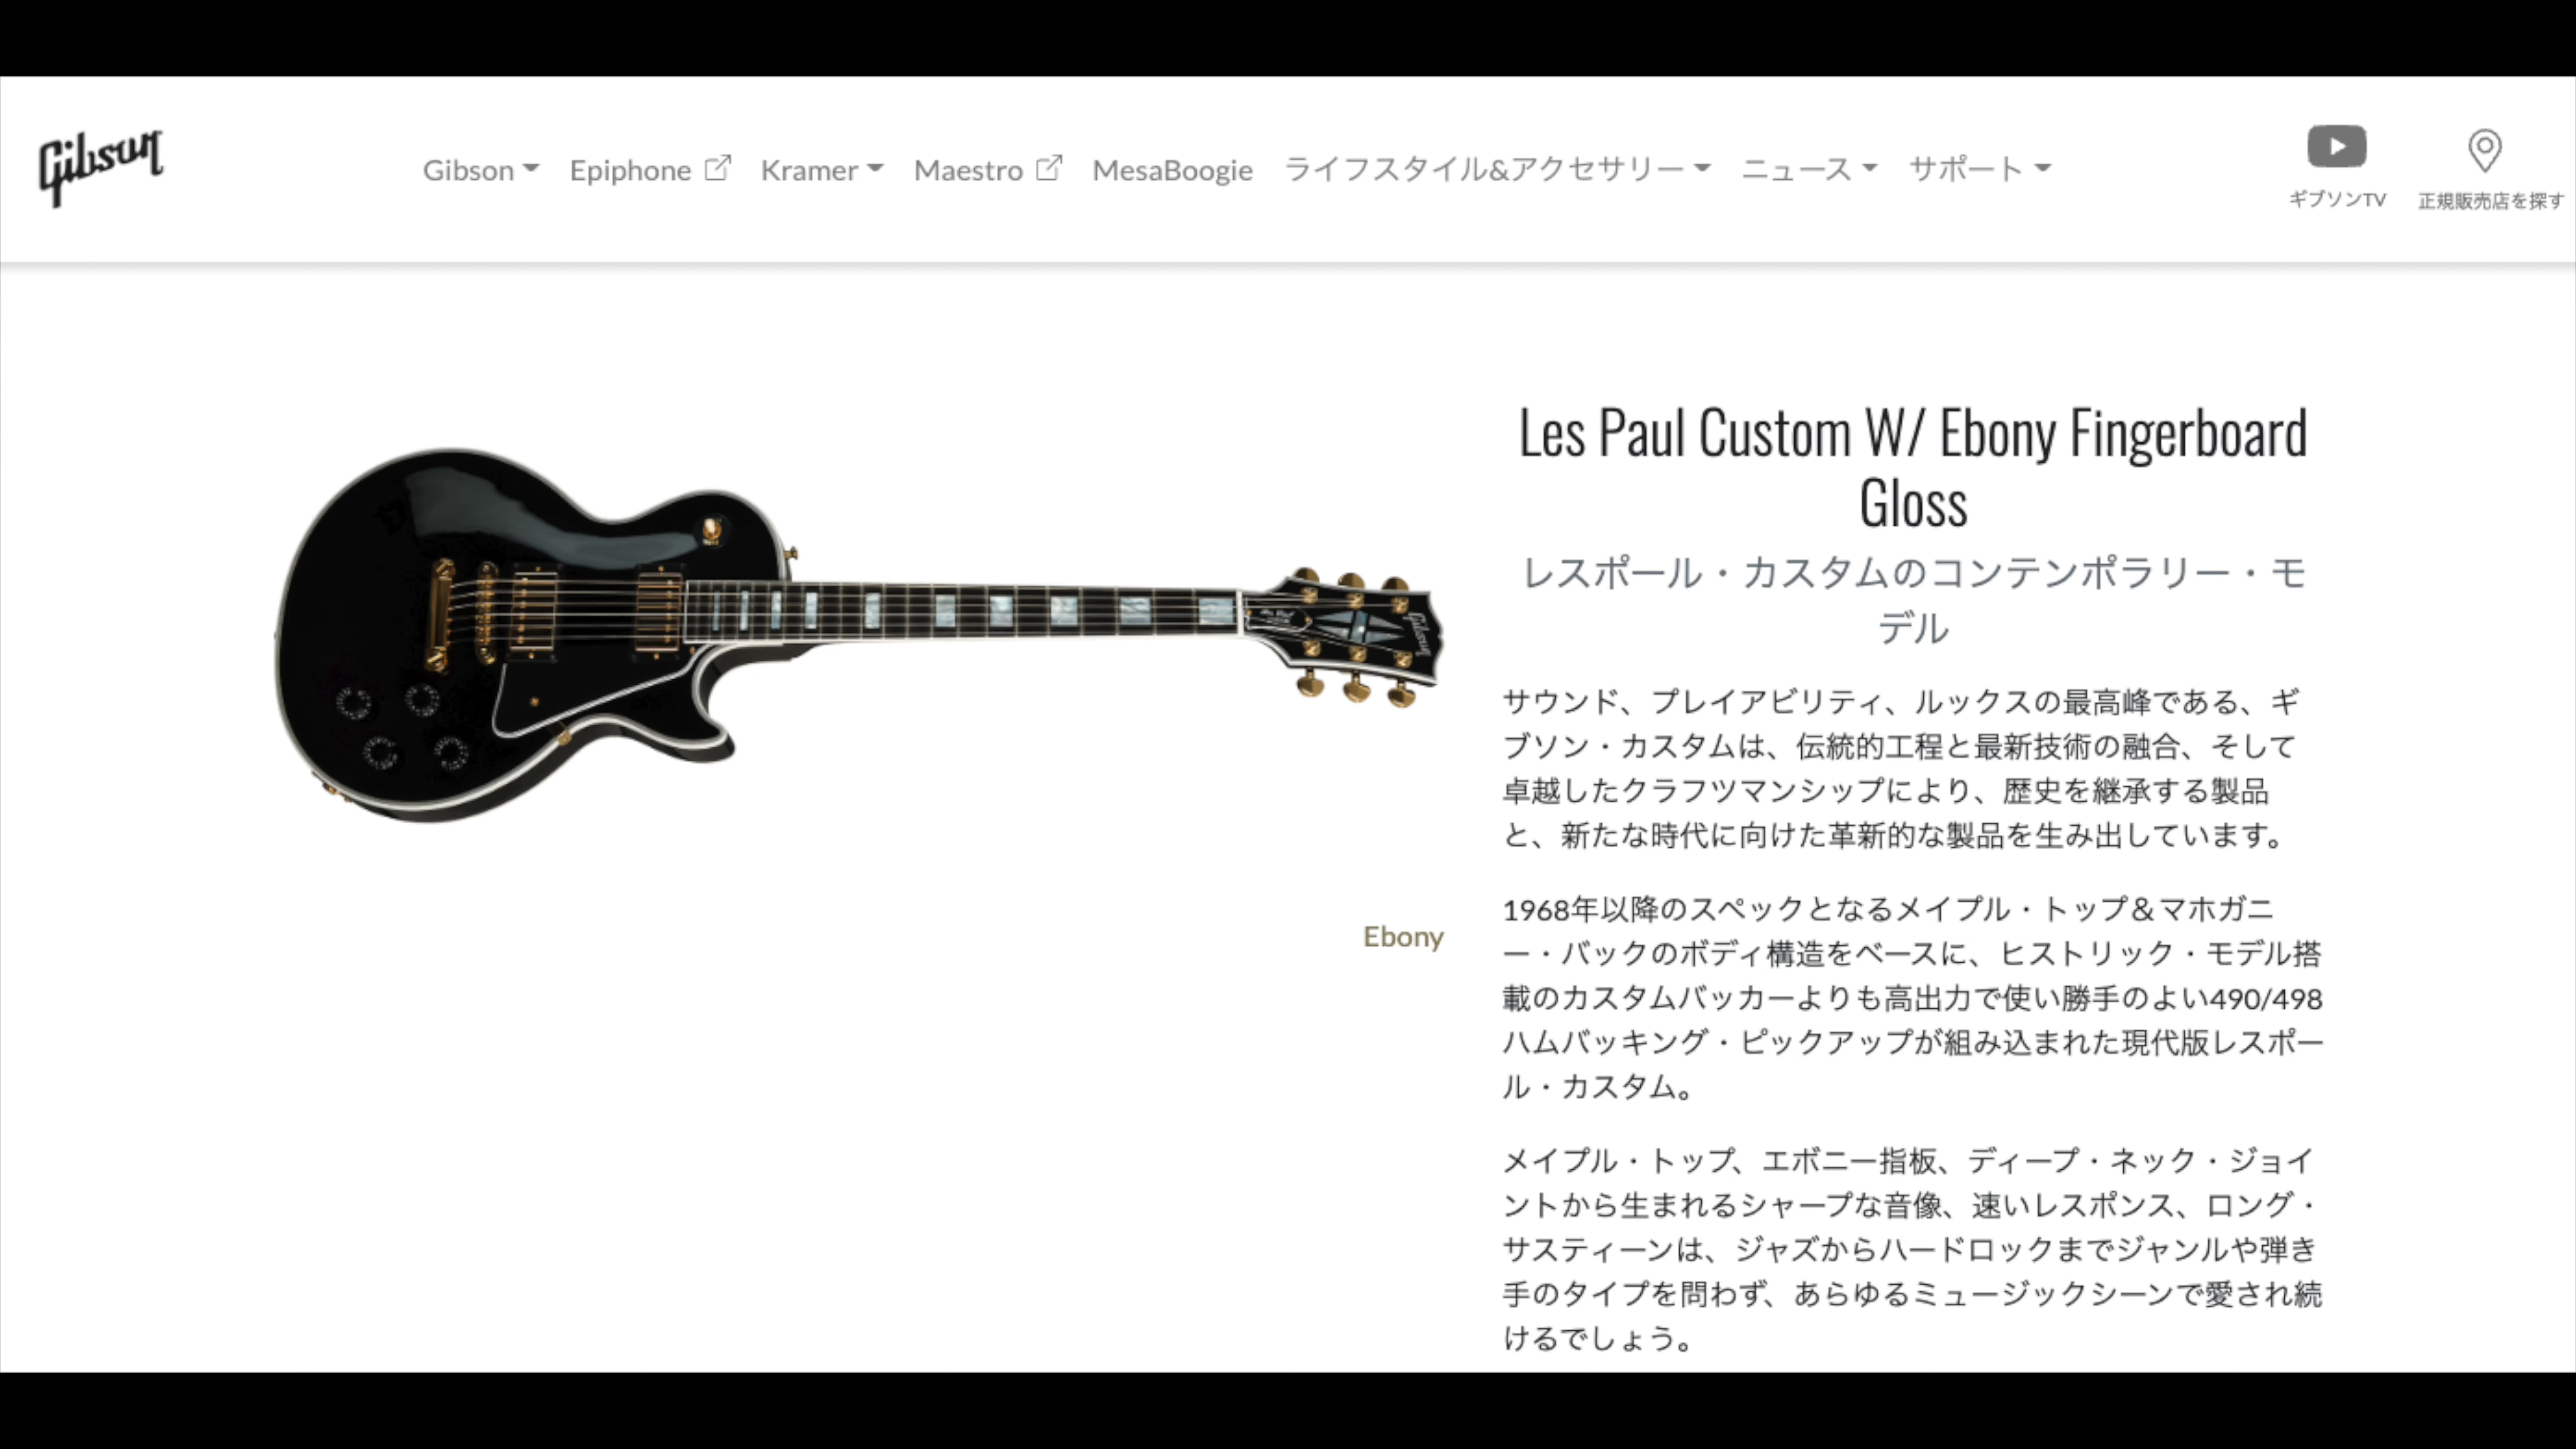 Gibson
Gibson Epiphone Kramer Maestro MesaBoogie ライフスタイル&アクセサリー ニュース サポート
ギブソンTV 正規販売店を探す
Les Paul Custom W/ Ebony Fingerboard
Gloss
レスポール・カスタムのコンテンポラリー・モ
デル
サウンド、プレイアビリティ、ルックスの最高峰である、ギ
ブソン・カスタムは、伝統的工程と最新技術の融合、そして
卓越したクラフツマンシップにより、歴史を継承する製品
と、新たな時代に向けた革新的な製品を生み出しています。
Gibson
Ebony
1968年以降のスペックとなるメイプル・トップ&マホガニ
ー・バックのボディ構造をベースに、ヒストリック・モデル搭
載のカスタムバッカーよりも高出力で使い勝手のよい490/498
ハムバッキング・ピックアップが組み込まれた現代版レスポー
ル・カスタム。
メイプル・トップ、エボニー指板、ディープ・ネック・ジョイ
ントから生まれるシャープな音像、速いレスポンス、ロング・
サスティーンは、ジャズからハードロックまでジャンルや弾き
手のタイプを問わず、あらゆるミュージックシーンで愛され続
けるでしょう。